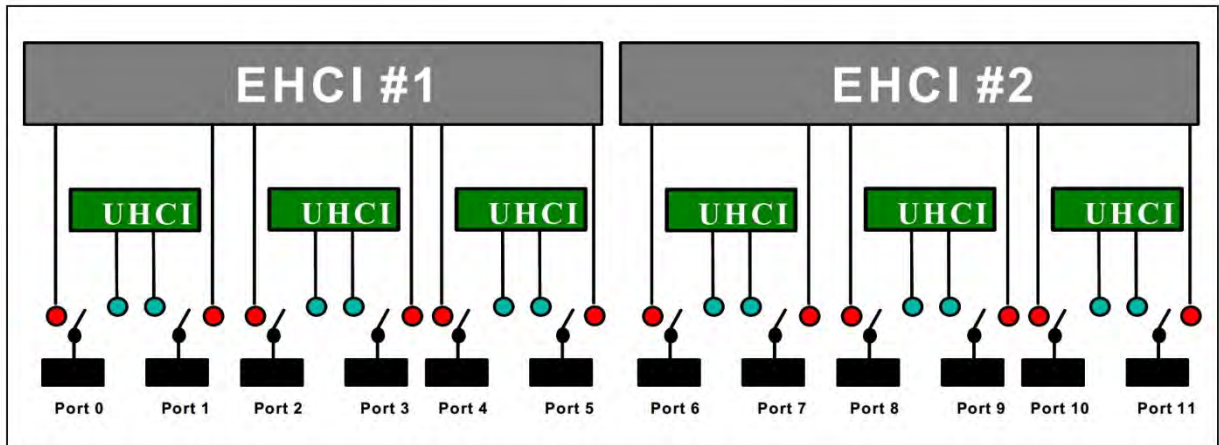 EHCI #1 EHCI #2
UHCI UHCI UHCI UHCI UHCI UHCI
Port 0 Port 1 Port 2 Port 3 Port 4 Port 5 Port 6 Port 7 Port 8 Port 9 Port 10 Port 11